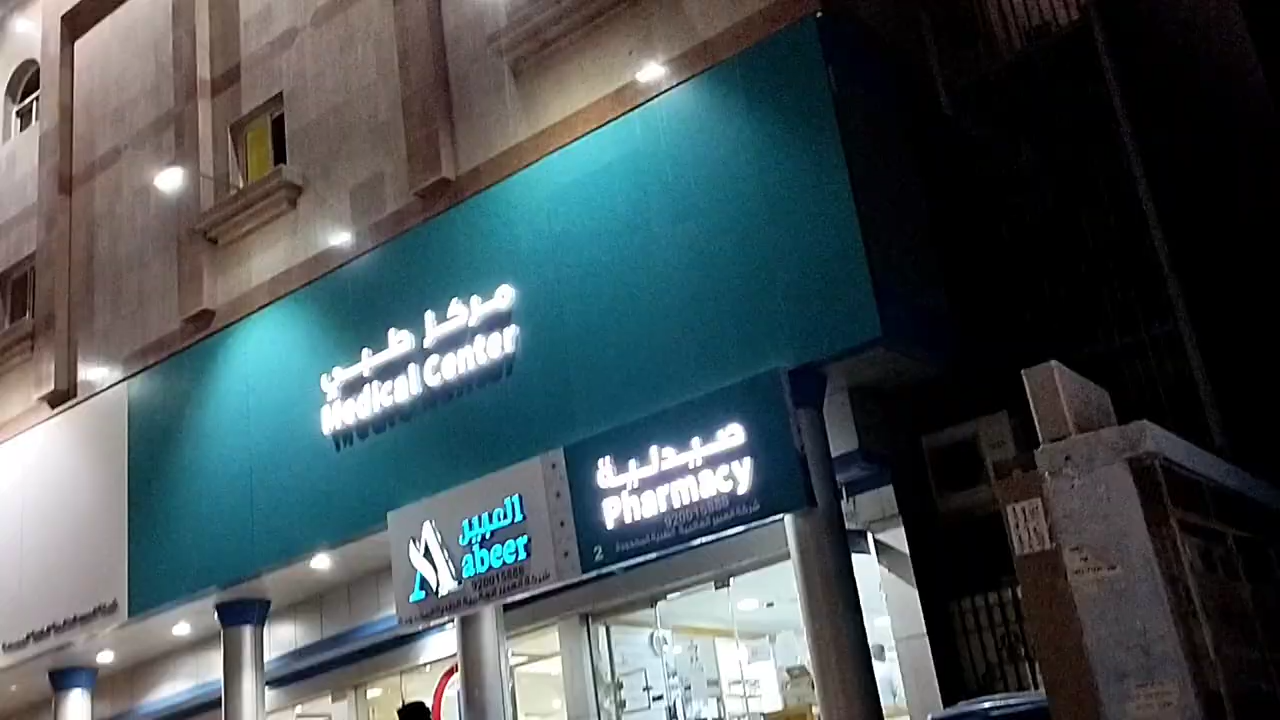 مركز طبي
Medical Center
صيدلية
Pharmacy
920015888
2
العبير
abeer
920015888